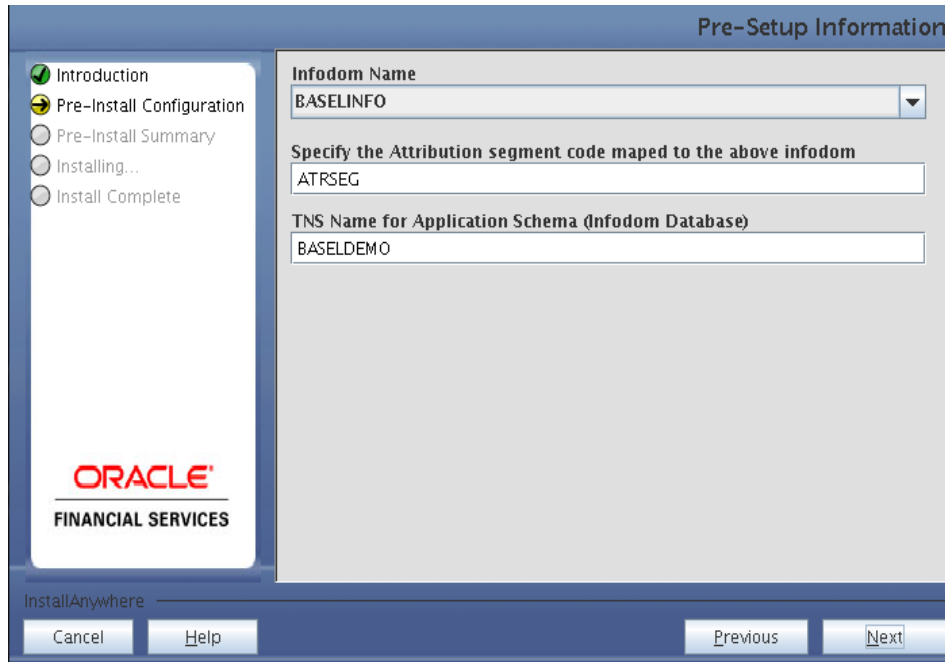 Pre-Setup Information
Introduction
Pre-Install Configuration
Pre-Install Summary
Installing...
Install Complete
Infodom Name
BASELINFO
Specify the Attribution segment code maped to the above infodom
ATRSEG
TNS Name for Application Schema (Infodom Database)
BASELDEMO
ORACLE
FINANCIAL SERVICES
InstallAnywhere
Cancel
Help
Previous
Next